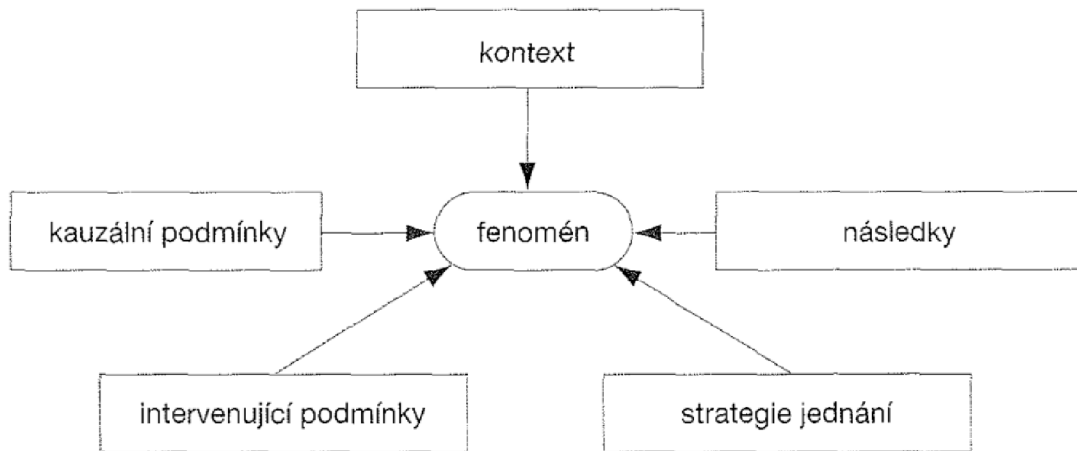 kontext
kauzální podmínky
fenomén
následky
intervenující podmínky
strategie jednání